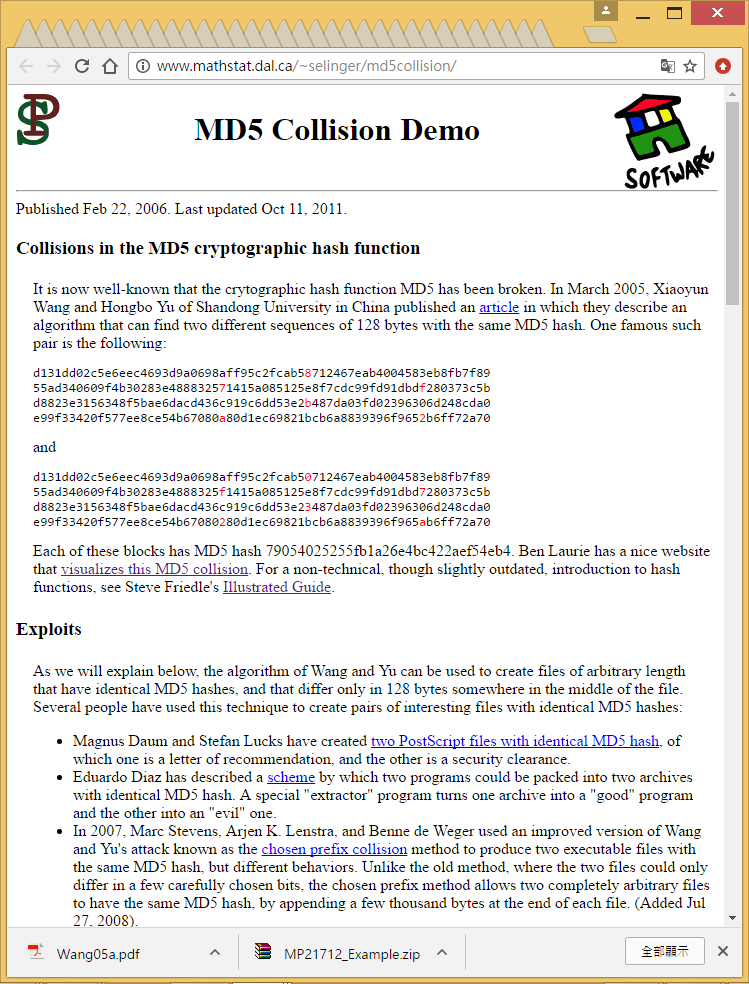 www.mathstat.dal.ca/~selinger/md5collision/
SP
MD5 Collision Demo
SOFTWARE
Published Feb 22, 2006. Last updated Oct 11, 2011.
Collisions in the MD5 cryptographic hash function
It is now well-known that the crytographic hash function MD5 has been broken. In March 2005, Xiaoyun
Wang and Hongbo Yu of Shandong University in China published an article in which they describe an
algorithm that can find two different sequences of 128 bytes with the same MD5 hash. One famous such
pair is the following:
d131dd02c5e6eec4693d9a0698aff95c2fcab58712467eab4004583eb8fb7f89
55ad340609f4b30283e488832571415a085125e8f7cdc99fd91dbdf280373c5b
d8823e3156348f5bae6dacd436c919c6dd53e2b487da03fd02396306d248cda0
e99f33420f577ee8ce54b67080a80d1ec69821bcb6a8839396f9652b6ff72a70
and
d131dd02c5e6eec4693d9a0698aff95c2fcab50712467eab4004583eb8fb7f89
55ad340609f4b30283e4888325f1415a085125e8f7cdc99fd91dbd7280373c5b
d8823e3156348f5bae6dacd436c919c6dd53e23487da03fd02396306d248cda0
e99f33420f577ee8ce54b67080280d1ec69821bcb6a8839396f965ab6ff72a70
Each of these blocks has MD5 hash 79054025255fb1a26e4bc422aef54eb4. Ben Laurie has a nice website
that visualizes this MD5 collision. For a non-technical, though slightly outdated, introduction to hash
functions, see Steve Friedle's Illustrated Guide.
Exploits
As we will explain below, the algorithm of Wang and Yu can be used to create files of arbitrary length
that have identical MD5 hashes, and that differ only in 128 bytes somewhere in the middle of the file.
Several people have used this technique to create pairs of interesting files with identical MD5 hashes:
• Magnus Daum and Stefan Lucks have created two PostScript files with identical MD5 hash, of
which one is a letter of recommendation, and the other is a security clearance.
• Eduardo Diaz has described a scheme by which two programs could be packed into two archives
with identical MD5 hash. A special "extractor" program turns one archive into a "good" program
and the other into an "evil" one.
• In 2007, Marc Stevens, Arjen K. Lenstra, and Benne de Weger used an improved version of Wang
and Yu's attack known as the chosen prefix collision method to produce two executable files with
the same MD5 hash, but different behaviors. Unlike the old method, where the two files could only
differ in a few carefully chosen bits, the chosen prefix method allows two completely arbitrary files
to have the same MD5 hash, by appending a few thousand bytes at the end of each file. (Added Jul
27, 2008).
Wang05a.pdf
MP21712_Example.zip
全部顯示